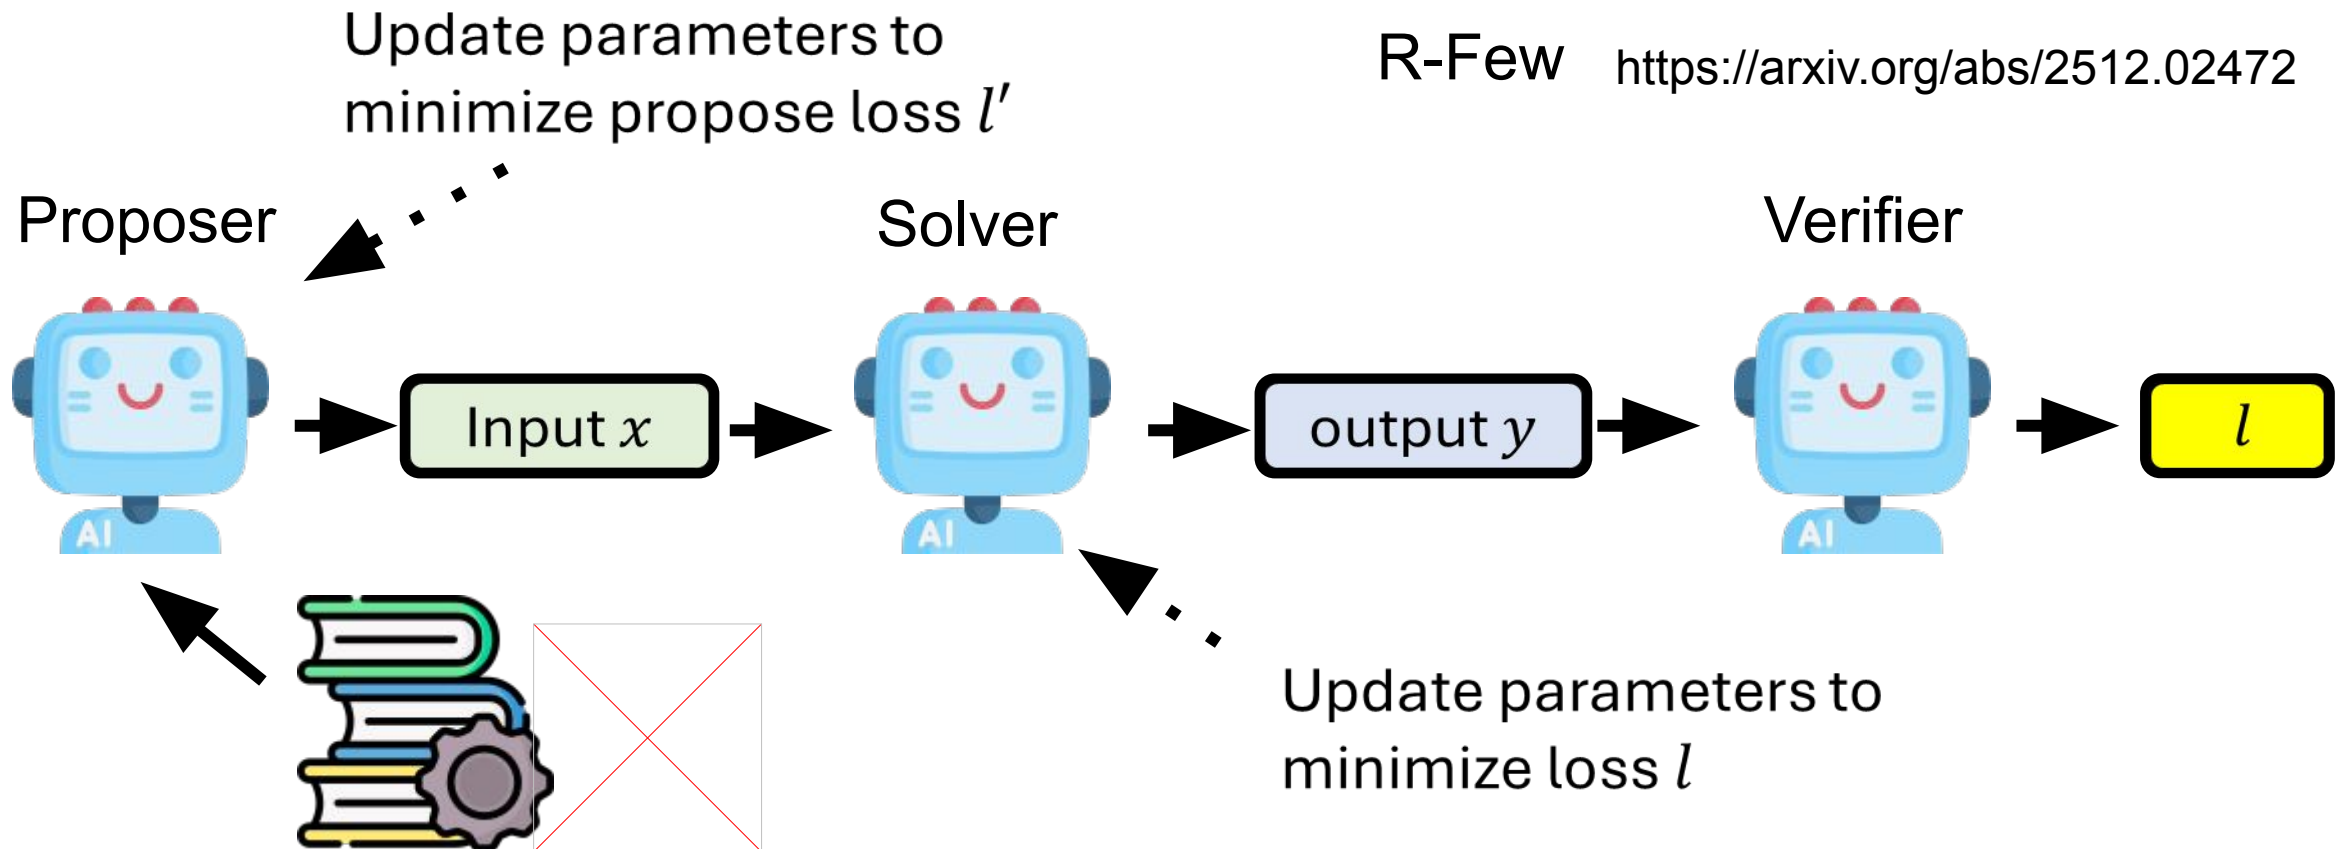 Update parameters to
minimize propose loss l′
R-Few https://arxiv.org/abs/2512.02472
Proposer
Solver
Verifier
Input x
output y
l
AI
AI
AI
Update parameters to
minimize loss l